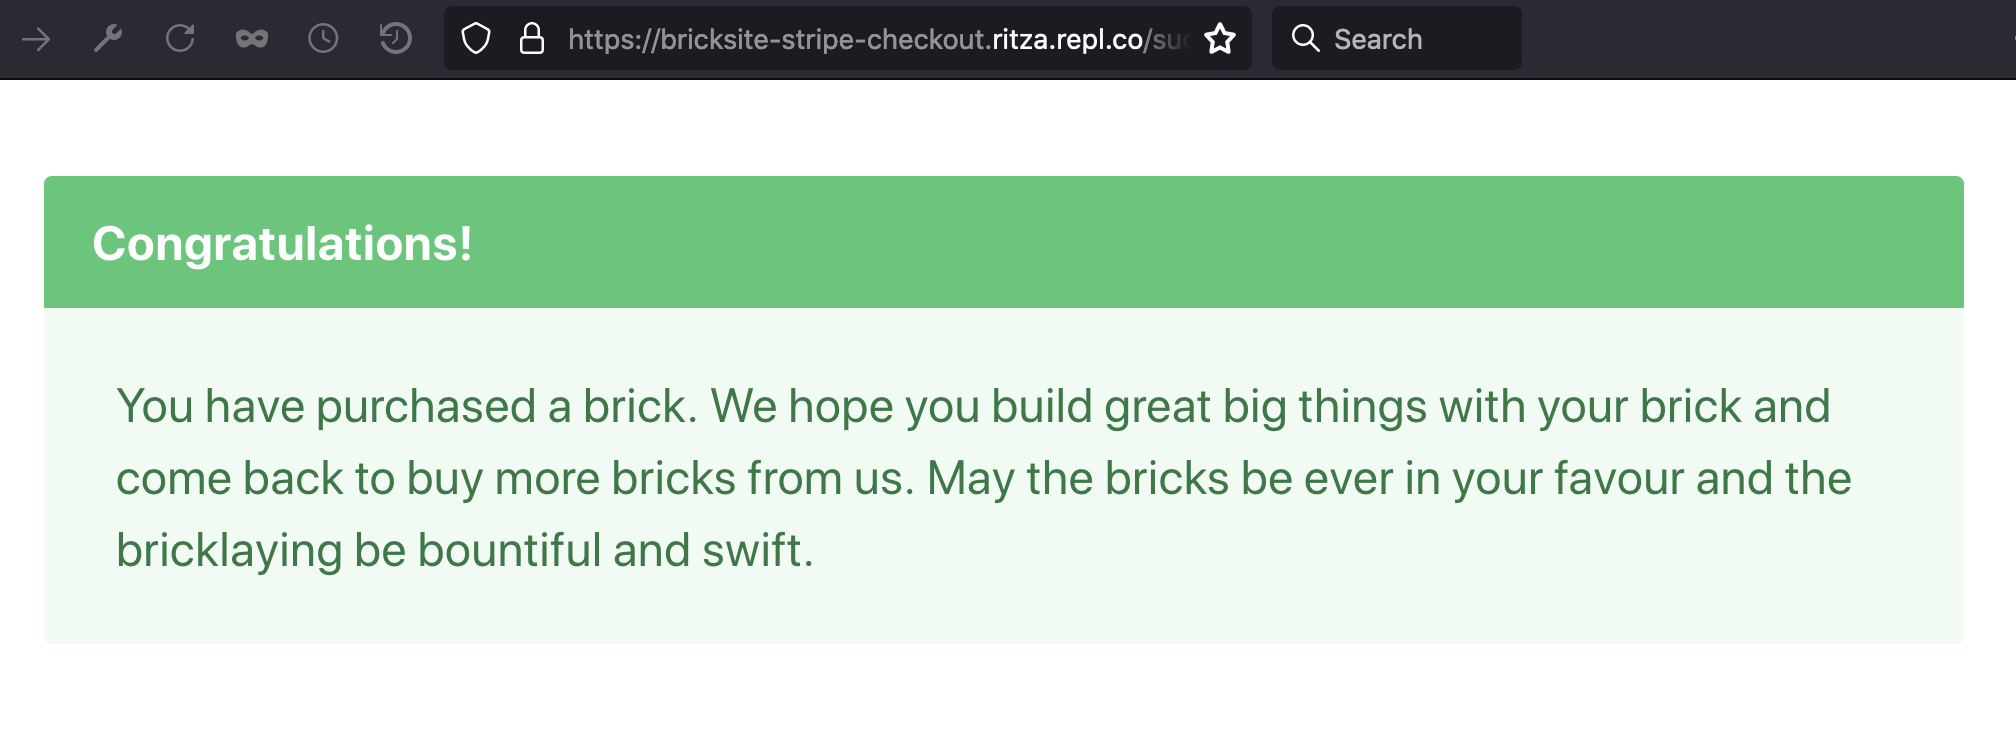 https://bricksite-stripe-checkout.ritza.repl.co/suc
Search
Congratulations!
You have purchased a brick. We hope you build great big things with your brick and
come back to buy more bricks from us. May the bricks be ever in your favour and the
bricklaying be bountiful and swift.